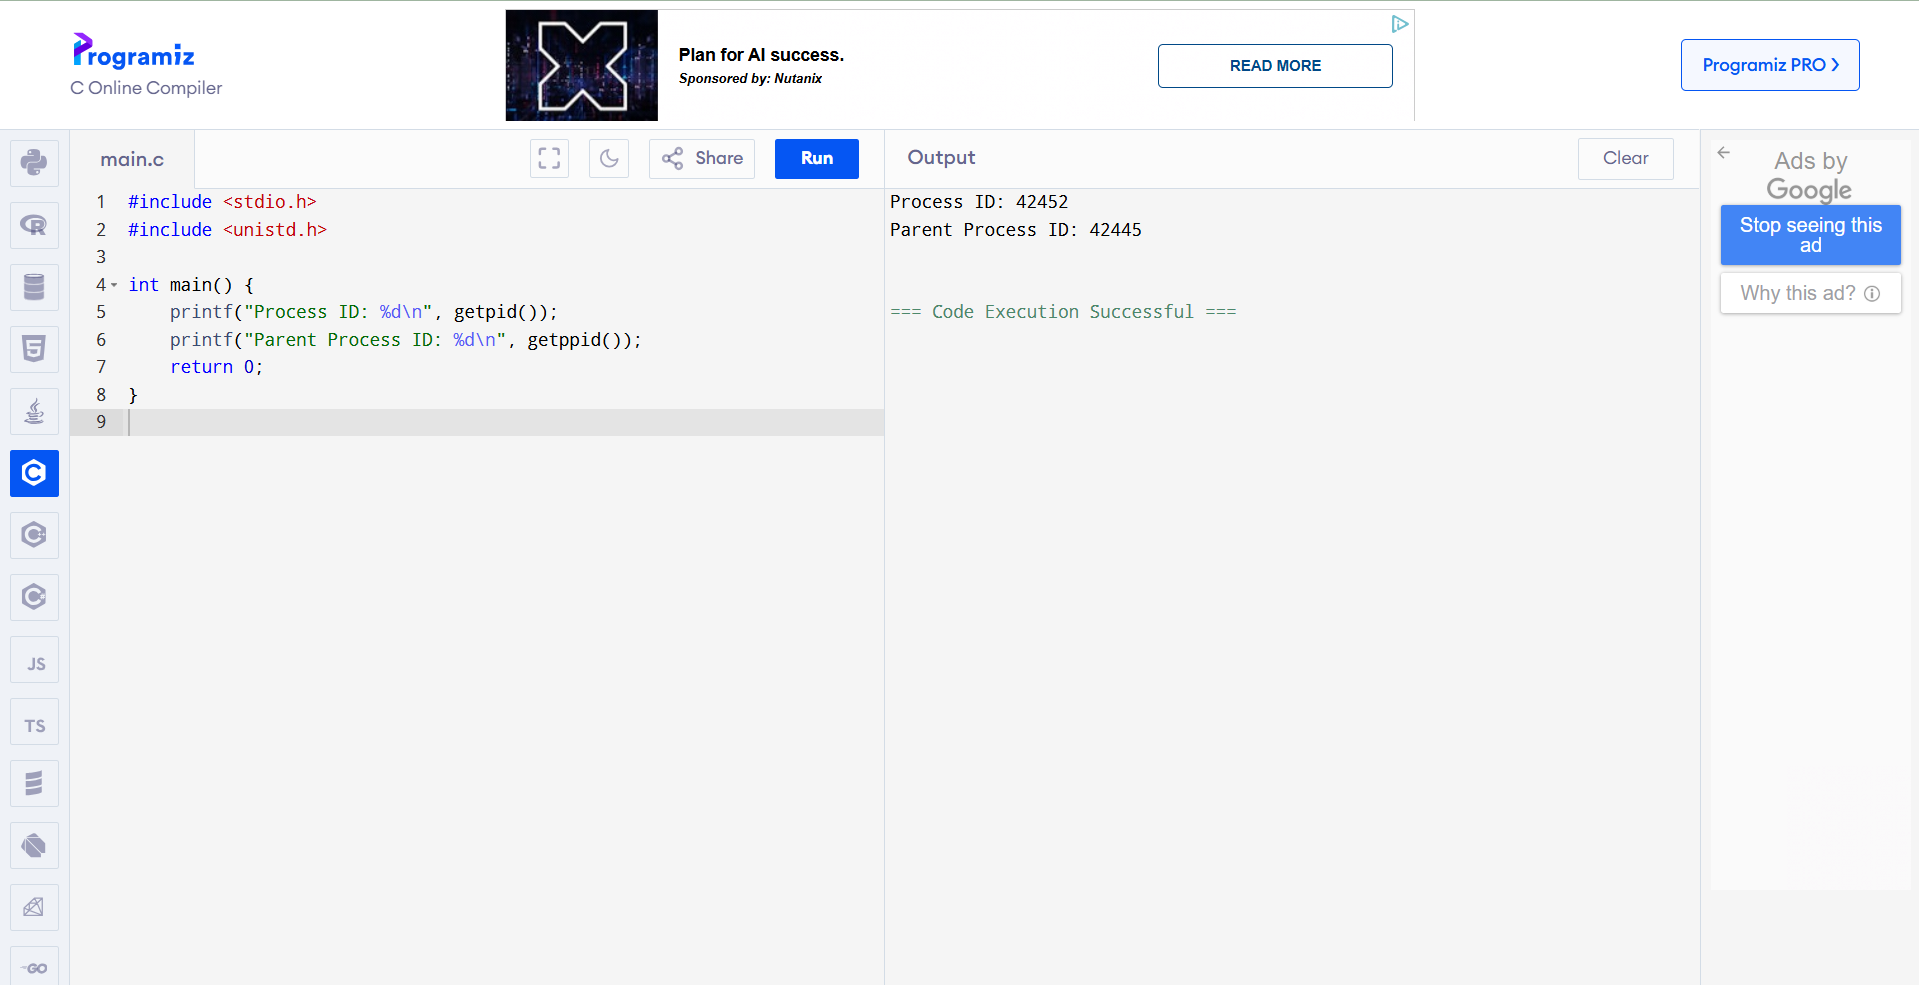 Programiz
C Online Compiler
Plan for AI success.
Sponsored by: Nutanix
READ MORE
Programiz PRO
main.c
Share
Run
Output
Clear
1 #include <stdio.h>
2 #include <unistd.h>
3
4 int main() {
5     printf("Process ID: %d\n", getpid());
6     printf("Parent Process ID: %d\n", getppid());
7     return 0;
8 }
9
Process ID: 42452
Parent Process ID: 42445
=== Code Execution Successful ===
Ads by
Google
Stop seeing this
ad
Why this ad?
R
5
C
C
C#
JS
TS
GO